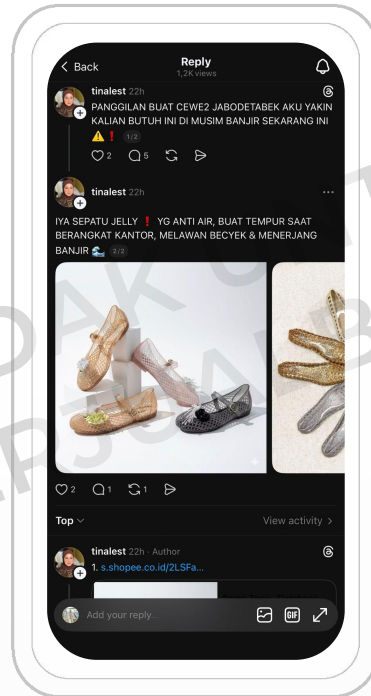 Back
Reply
1,2K views
tinalest 22h
PANGGILAN BUAT CEWE2 JABODETABEK AKU YAKIN
KALIAN BUTUH INI DI MUSIM BANJIR SEKARANG INI
⚠️❗ 1/2
2 5
tinalest 22h
IYA SEPATU JELLY ❗ YG ANTI AIR, BUAT TEMPUR SAAT
BERANGKAT KANTOR, MELAWAN BECYEK & MENERJANG
BANJIR 🌊 2/2
2 1 1
Top
View activity
tinalest 22h · Author
1. s.shopee.co.id/2LSFa...
Add your reply...
GIF